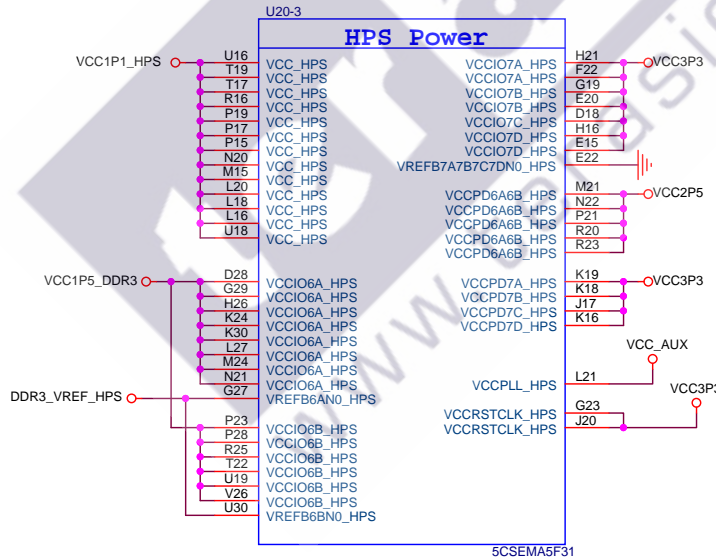 U20-3
HPS Power
VCC1P1_HPS
U16 VCC_HPS
T19 VCC_HPS
T17 VCC_HPS
R16 VCC_HPS
P19 VCC_HPS
P17 VCC_HPS
P15 VCC_HPS
N20 VCC_HPS
M15 VCC_HPS
L20 VCC_HPS
L18 VCC_HPS
L16 VCC_HPS
U18 VCC_HPS
VCC1P5_DDR3
D28 VCCIO6A_HPS
G29 VCCIO6A_HPS
H26 VCCIO6A_HPS
K24 VCCIO6A_HPS
K30 VCCIO6A_HPS
L27 VCCIO6A_HPS
M24 VCCIO6A_HPS
N21 VCCIO6A_HPS
DDR3_VREF_HPS
G27 VREFB6AN0_HPS
P23 VCCIO6B_HPS
P28 VCCIO6B_HPS
R25 VCCIO6B_HPS
T22 VCCIO6B_HPS
U19 VCCIO6B_HPS
V26 VCCIO6B_HPS
U30 VREFB6BN0_HPS
VCCIO7A_HPS H21
VCC3P3
VCCIO7A_HPS F22
VCCIO7B_HPS G19
VCCIO7B_HPS E20
VCCIO7C_HPS D18
VCCIO7D_HPS H16
VCCIO7D_HPS E15
VREFB7A7B7C7DN0_HPS E22
VCCPD6A6B_HPS M21
VCC2P5
VCCPD6A6B_HPS N22
VCCPD6A6B_HPS P21
VCCPD6A6B_HPS R20
VCCPD6A6B_HPS R23
VCCPD7A_HPS K19
VCC3P3
VCCPD7B_HPS K18
VCCPD7C_HPS J17
VCCPD7D_HPS K16
VCC_AUX
VCCPLL_HPS L21
VCC3P3
VCCRSTCLK_HPS G23
VCCRSTCLK_HPS J20
5CSEMA5F31
www.terasic